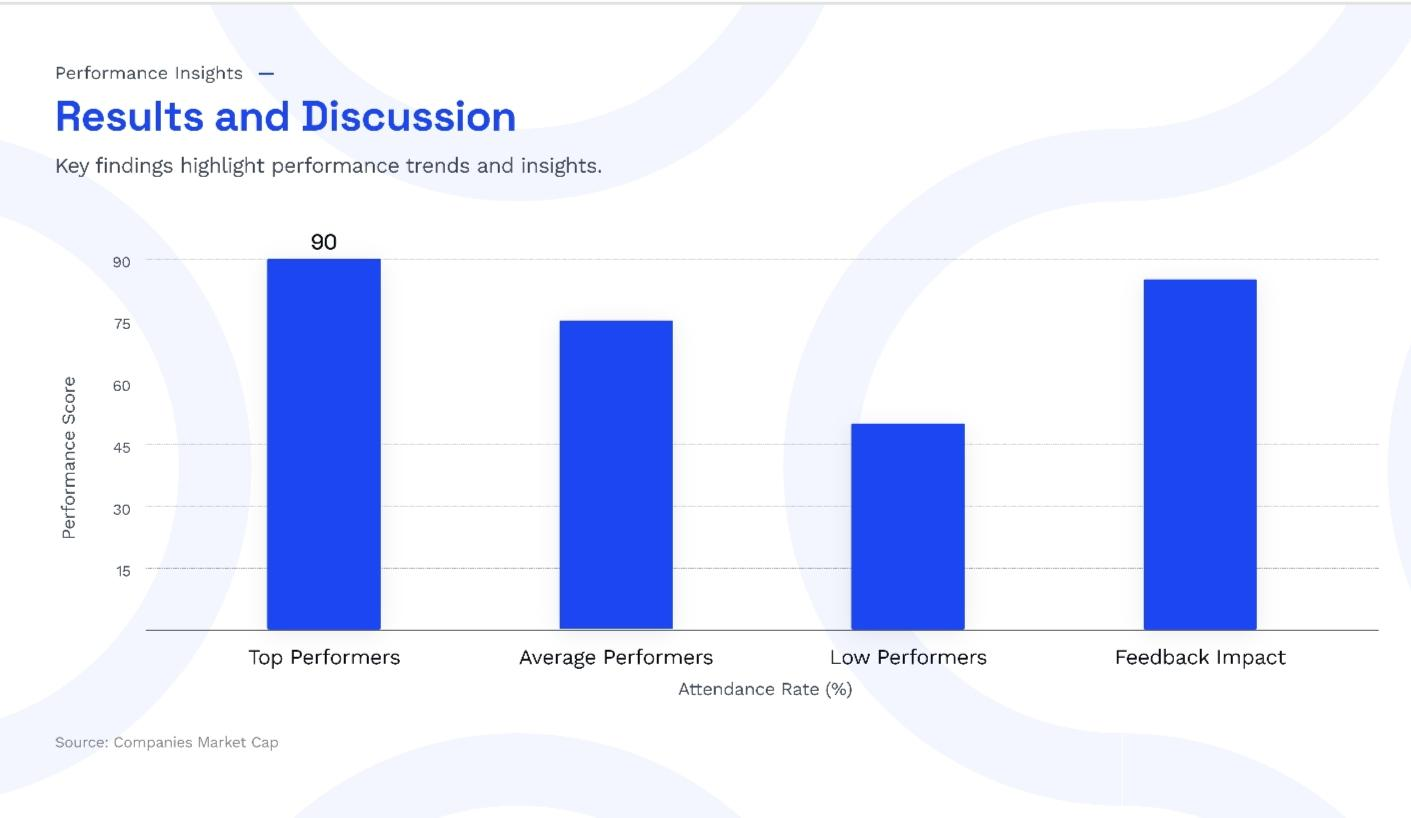 Performance Insights —
Results and Discussion
Key findings highlight performance trends and insights.
90
90
75
60
45
30
15
Performance Score
Top Performers
Average Performers
Low Performers
Feedback Impact
Attendance Rate (%)
Source: Companies Market Cap